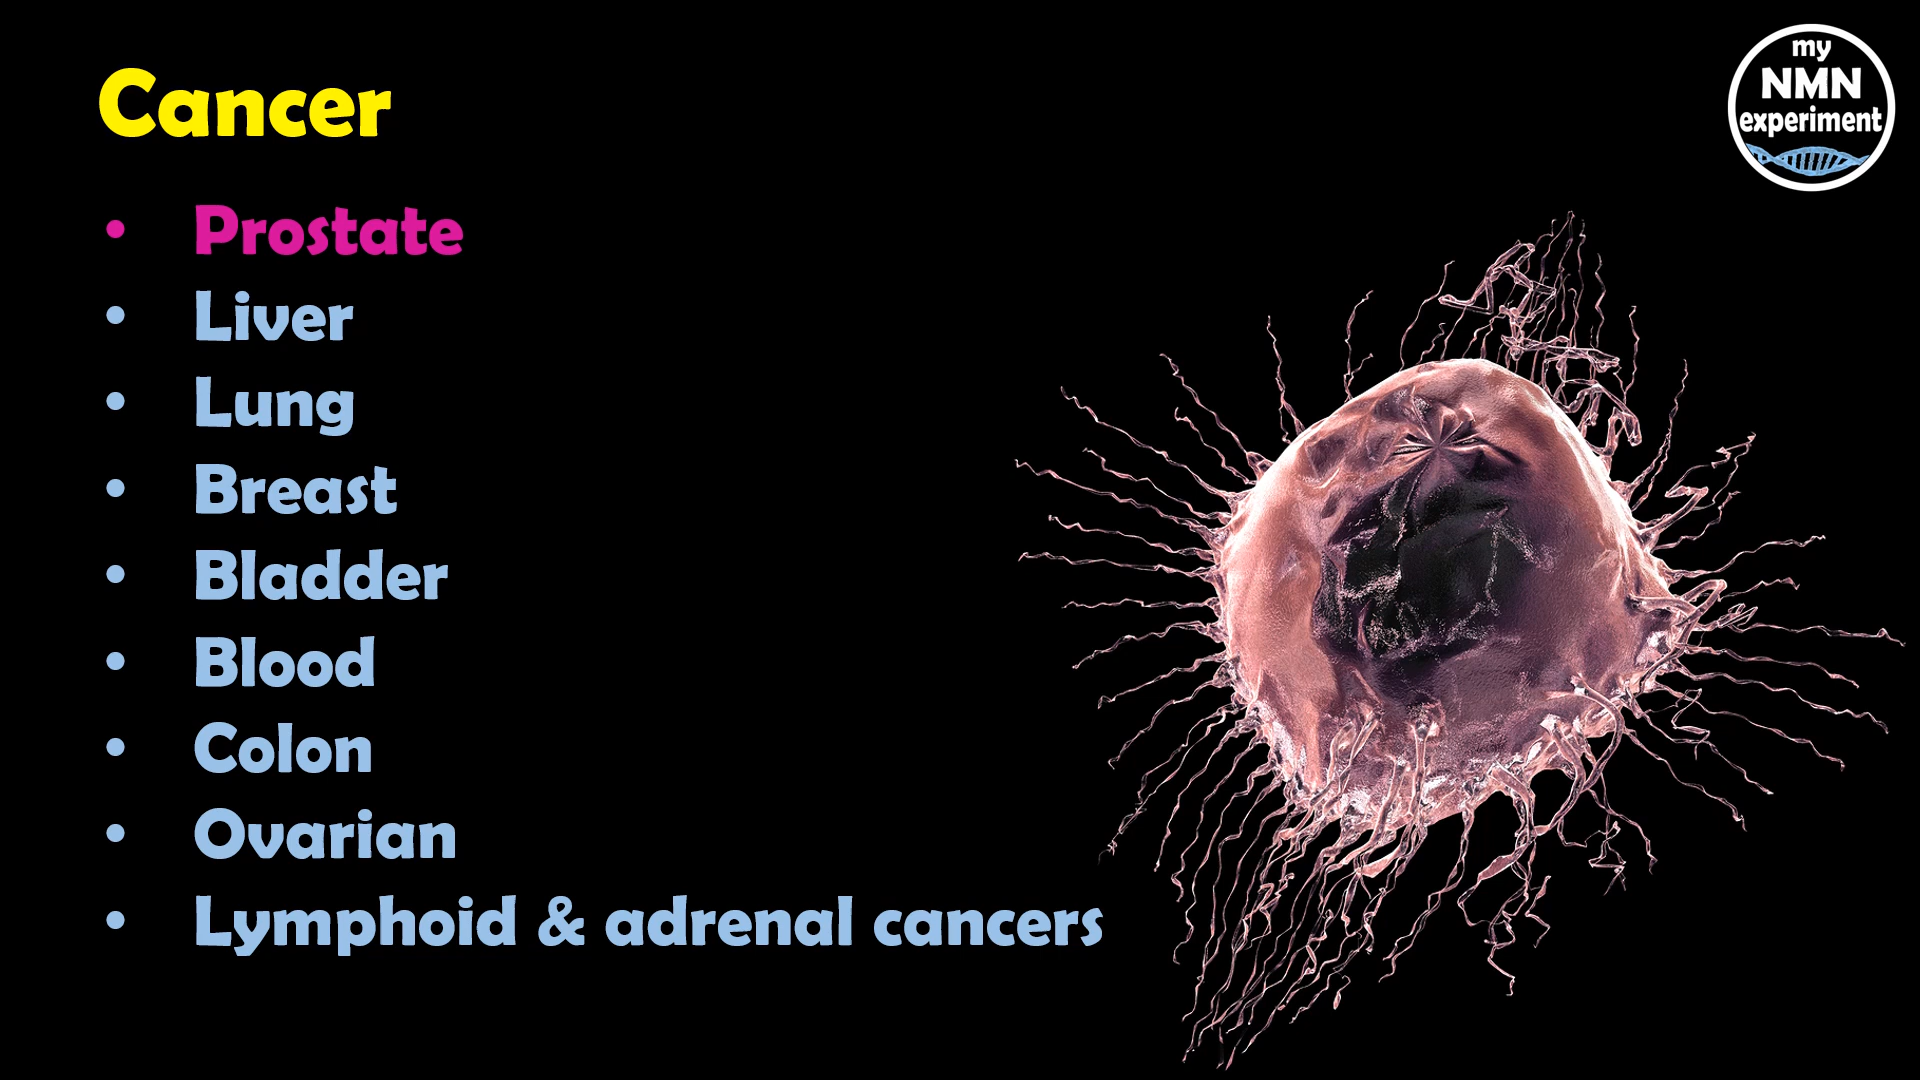 Cancer
my
NMN
experiment
• Prostate
• Liver
• Lung
• Breast
• Bladder
• Blood
• Colon
• Ovarian
• Lymphoid & adrenal cancers